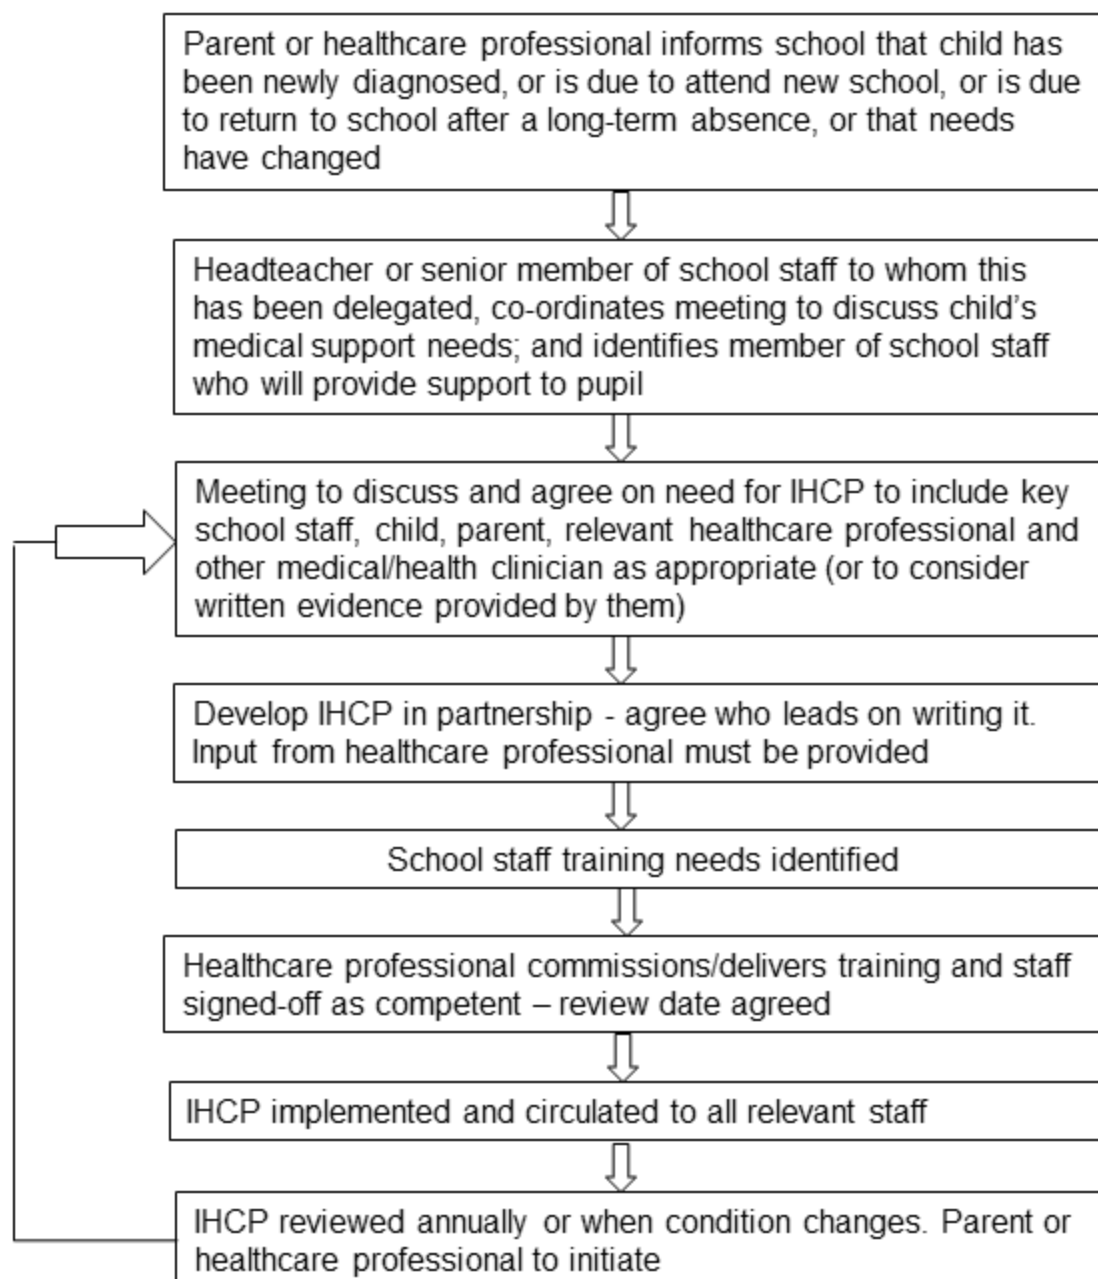 Parent or healthcare professional informs school that child has
been newly diagnosed, or is due to attend new school, or is due
to return to school after a long-term absence, or that needs
have changed
Headteacher or senior member of school staff to whom this
has been delegated, co-ordinates meeting to discuss child’s
medical support needs; and identifies member of school staff
who will provide support to pupil
Meeting to discuss and agree on need for IHCP to include key
school staff, child, parent, relevant healthcare professional and
other medical/health clinician as appropriate (or to consider
written evidence provided by them)
Develop IHCP in partnership - agree who leads on writing it.
Input from healthcare professional must be provided
School staff training needs identified
Healthcare professional commissions/delivers training and staff
signed-off as competent – review date agreed
IHCP implemented and circulated to all relevant staff
IHCP reviewed annually or when condition changes. Parent or
healthcare professional to initiate